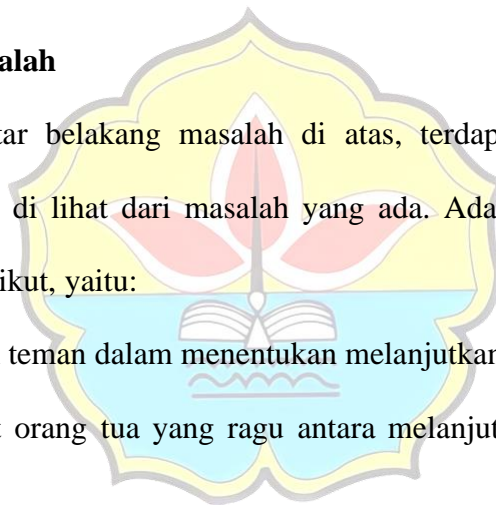 alah
tar belakang masalah di atas, terdap
di lihat dari masalah yang ada. Ada
ikut, yaitu:
teman dalam menentukan melanjutkan
orang tua yang ragu antara melanjut